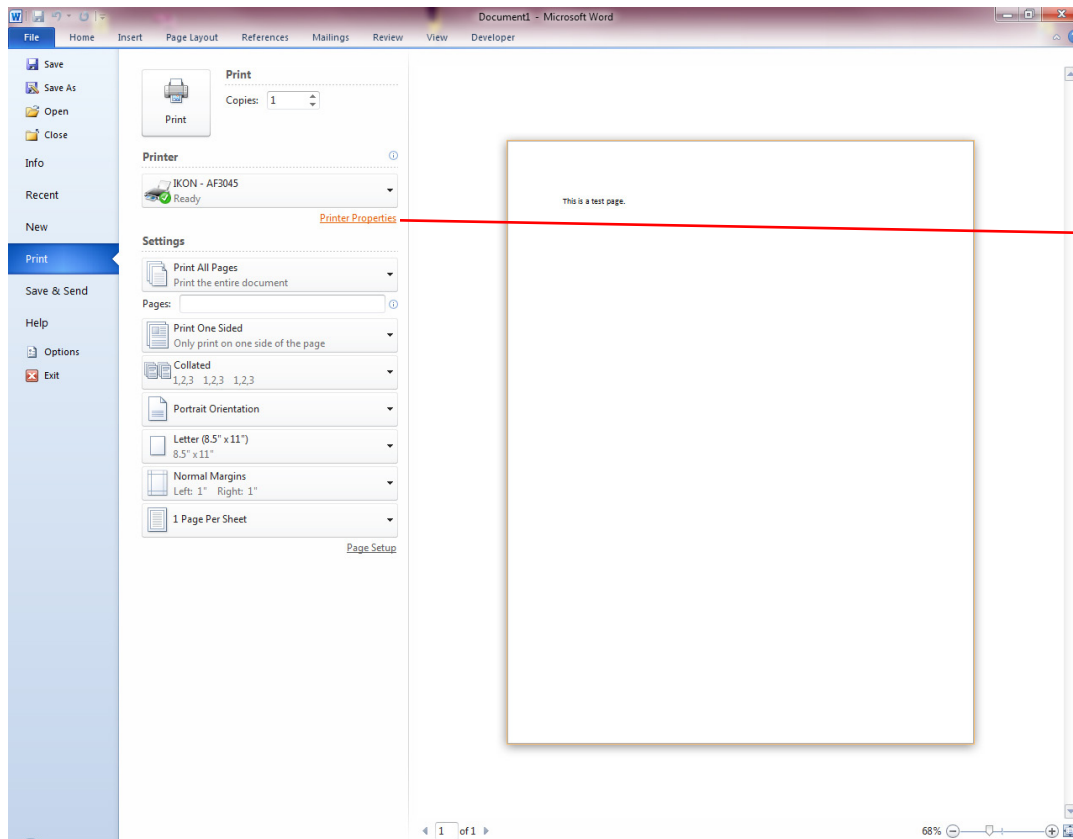 Document1 - Microsoft Word
File Home Insert Page Layout References Mailings Review View Developer
Save
Save As
Open
Close
Info
Recent
New
Print
Save & Send
Help
Options
Exit
Print
Copies: 1
Print
Printer
IKON - AF3045
Ready
Printer Properties
Settings
Print All Pages
Print the entire document
Pages:
Print One Sided
Only print on one side of the page
Collated
1,2,3 1,2,3 1,2,3
Portrait Orientation
Letter (8.5" x 11")
8.5" x 11"
Normal Margins
Left: 1" Right: 1"
1 Page Per Sheet
Page Setup
This is a test page.
1 of 1
68%